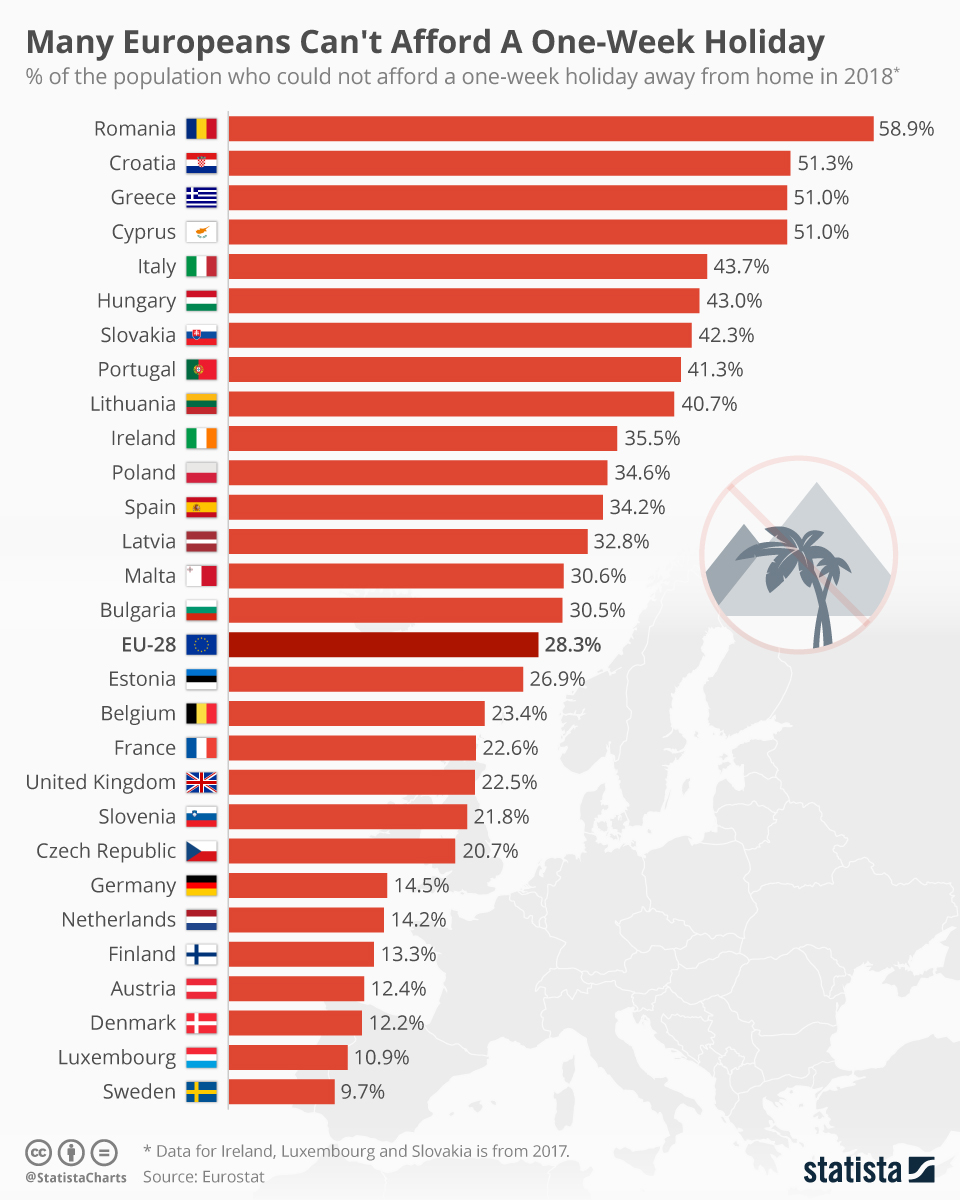 Many Europeans Can't Afford A One-Week Holiday
% of the population who could not afford a one-week holiday away from home in 2018*
Romania 58.9%
Croatia 51.3%
Greece 51.0%
Cyprus 51.0%
Italy 43.7%
Hungary 43.0%
Slovakia 42.3%
Portugal 41.3%
Lithuania 40.7%
Ireland 35.5%
Poland 34.6%
Spain 34.2%
Latvia 32.8%
Malta 30.6%
Bulgaria 30.5%
EU-28 28.3%
Estonia 26.9%
Belgium 23.4%
France 22.6%
United Kingdom 22.5%
Slovenia 21.8%
Czech Republic 20.7%
Germany 14.5%
Netherlands 14.2%
Finland 13.3%
Austria 12.4%
Denmark 12.2%
Luxembourg 10.9%
Sweden 9.7%
* Data for Ireland, Luxembourg and Slovakia is from 2017.
cc
@StatistaCharts Source: Eurostat
statista